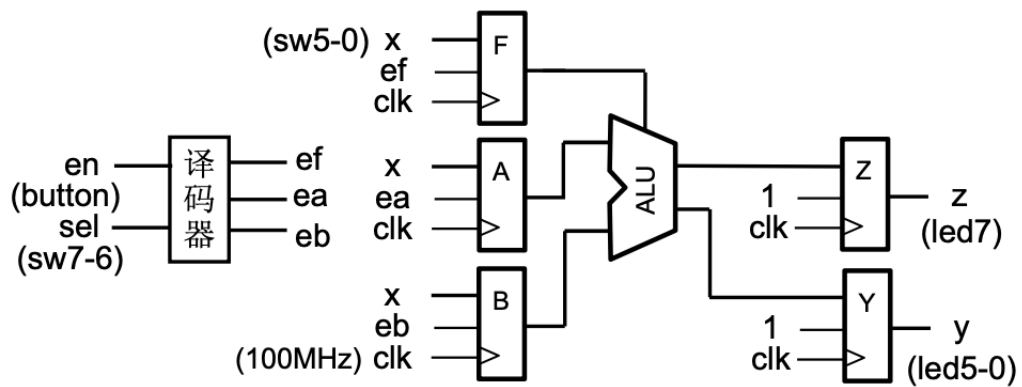 (sw5-0) x
F
ef
clk
en
(button)
sel
(sw7-6)
译
码
器
ef
ea
eb
x
A
ea
clk
ALU
x
B
eb
(100MHz) clk
Z
1
clk
z
(led7)
Y
1
clk
y
(led5-0)